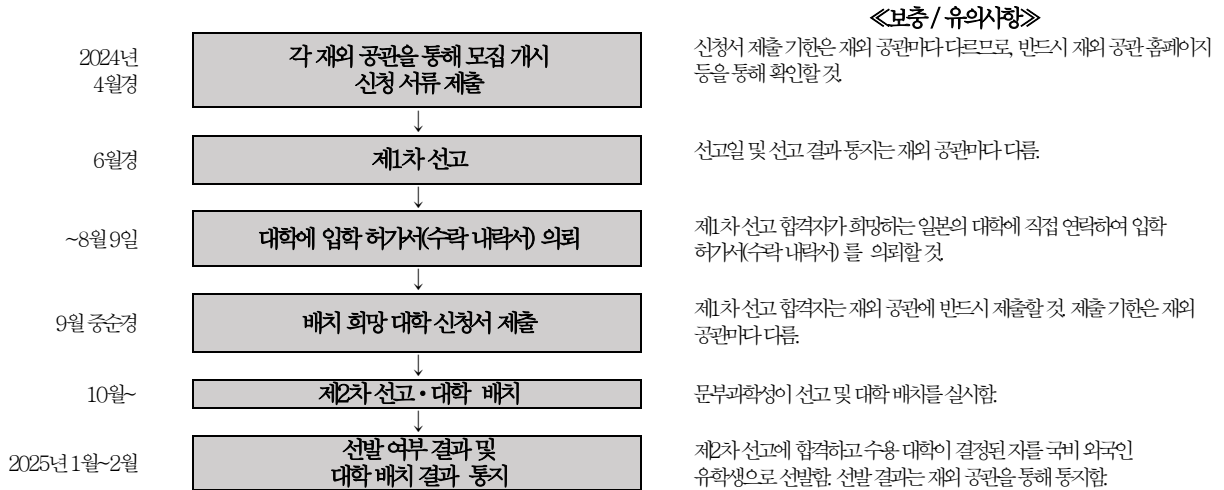 ≪보충 / 유의사항≫
2024년
4월경
각 재외 공관을 통해 모집 개시
신청 서류 제출
신청서 제출 기한은 재외 공관마다 다르므로, 반드시 재외 공관 홈페이지
등을 통해 확인할 것.
↓
6월경
제1차 선고
선고일 및 선고 결과 통지는 재외 공관마다 다름.
↓
~8월 9일
대학에 입학 허가서(수락 내락서) 의뢰
제1차 선고 합격자가 희망하는 일본의 대학에 직접 연락하여 입학
허가서(수락 내락서) 를 의뢰할 것.
↓
9월 중순경
배치 희망 대학 신청서 제출
제1차 선고 합격자는 재외 공관에 반드시 제출할 것. 제출 기한은 재외
공관마다 다름.
↓
10월~
제2차 선고・대학 배치
문부과학성이 선고 및 대학 배치를 실시함.
↓
2025년 1월~2월
선발 여부 결과 및
대학 배치 결과 통지
제2차 선고에 합격하고 수용 대학이 결정된 자를 국비 외국인
유학생으로 선발함. 선발 결과는 재외 공관을 통해 통지함.